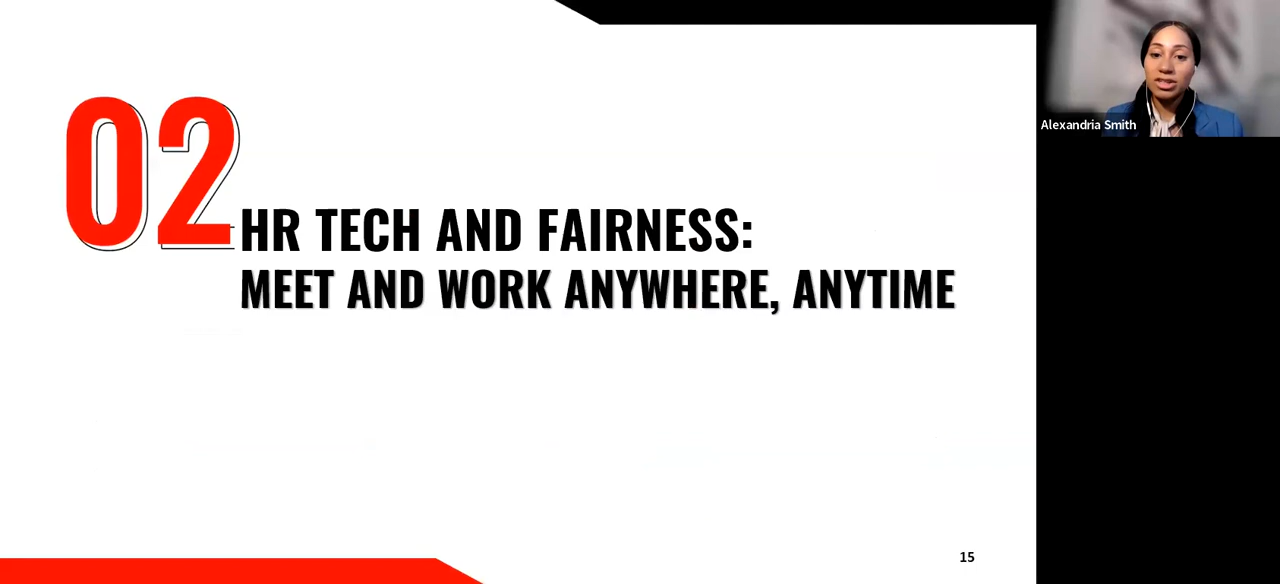 02
HR TECH AND FAIRNESS:
MEET AND WORK ANYWHERE, ANYTIME
Alexandria Smith
15